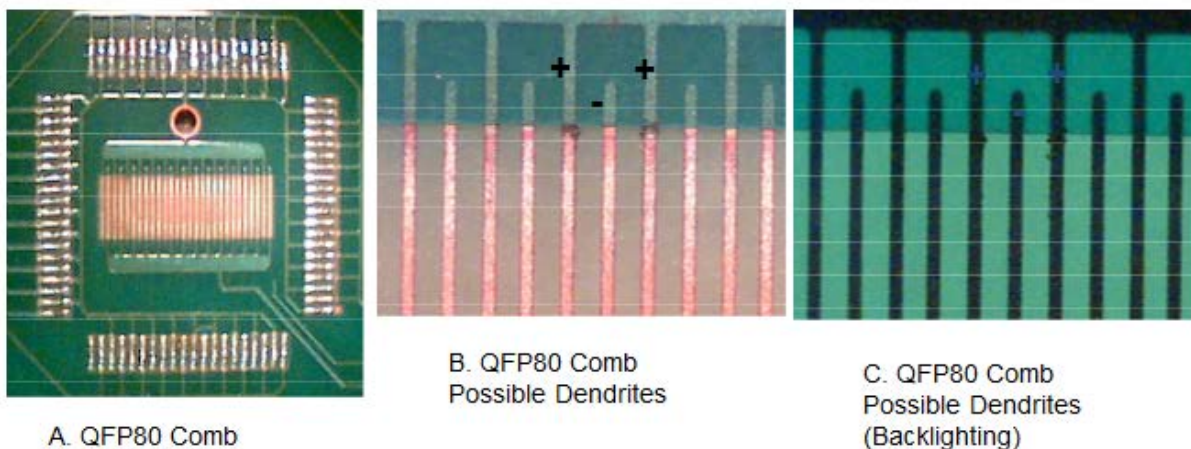 + +
-
+ +
-
B. QFP80 Comb
Possible Dendrites
C. QFP80 Comb
Possible Dendrites
(Backlighting)
A. QFP80 Comb